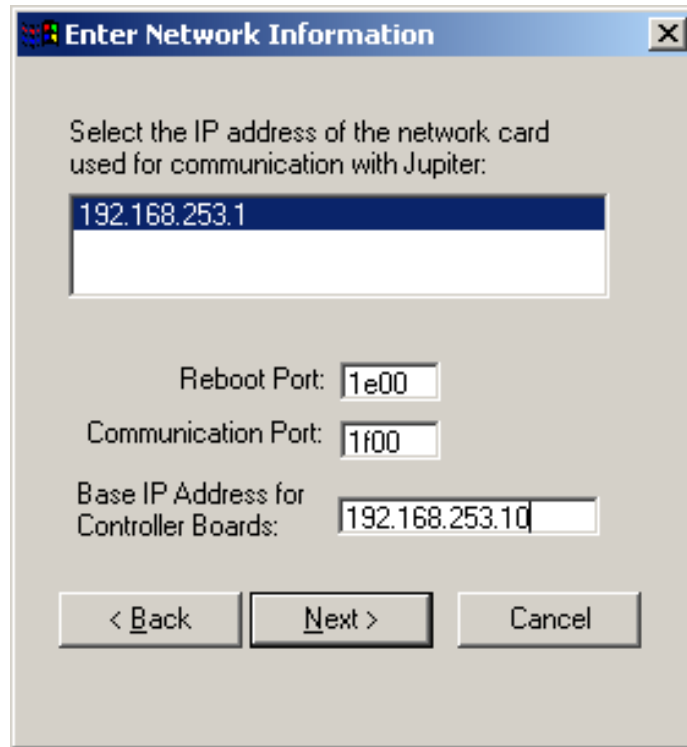 Enter Network Information
Select the IP address of the network card
used for communication with Jupiter:
192.168.253.1
Reboot Port: 1e00
Communication Port: 1f00
Base IP Address for
Controller Boards: 192.168.253.10
< Back Next > Cancel